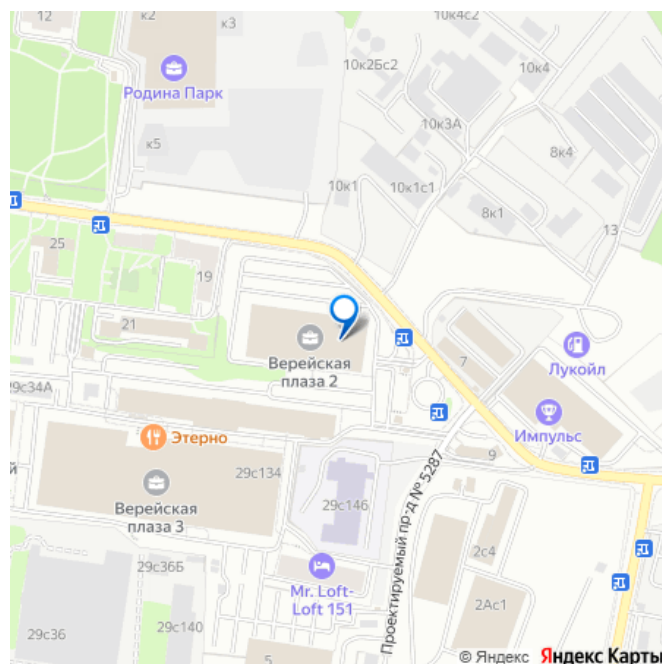 12
к2
к3
10к4с2
10к2Бс2
10к4
Родина Парк
10к3А
8к4
к5
10к1
10к1с1
8к1
13
25
19
21
Верейская
плаза 2
7
Лукойл
29с34А
Импульс
Этерно
9
29с134
й
Верейская
плаза 3
29с146
Проектируемый пр-д № 5287
2с4
29с36Б
Mr. Loft-
Loft 151
2Ас1
29с36
29с140
5
© Яндекс Яндекс Карты